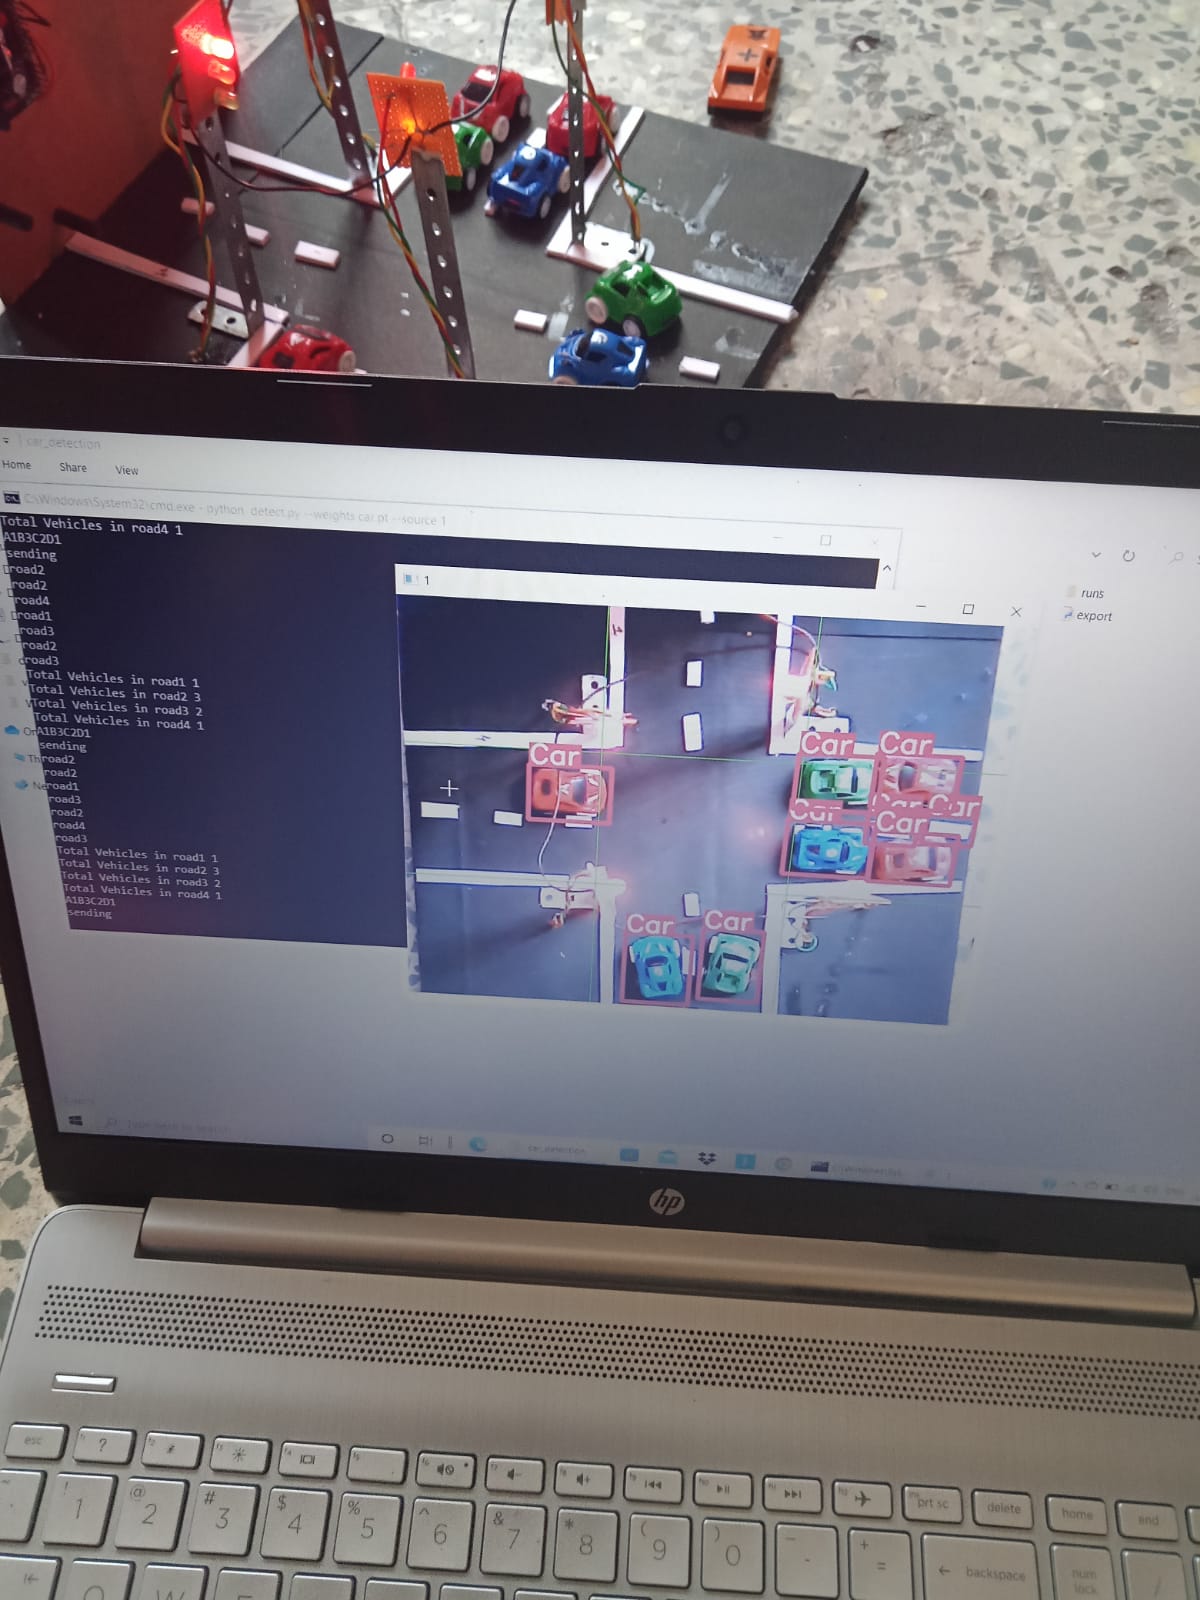 car_detection
Home Share View
C:\Windows\System32\cmd.exe - python detect.py --weights car.pt --source 1
Total Vehicles in road4 1
A1B3C2D1
sending
road2
road2
road4
road1
road3
road2
road3
Total Vehicles in road1 1
Total Vehicles in road2 3
Total Vehicles in road3 2
Total Vehicles in road4 1
A1B3C2D1
sending
road2
road2
road1
road3
road2
road4
road3
Total Vehicles in road1 1
Total Vehicles in road2 3
Total Vehicles in road3 2
Total Vehicles in road4 1
A1B3C2D1
sending
1
runs
export
Car
Car Car
Car Car Car
Car
Car Car
car_detection
hp
esc ?
prt sc delete home end
! 1 @ 2 # 3 $ 4 % 5 ^ 6 & 7 * 8 ( 9 ) 0 - + = backspace num lock /